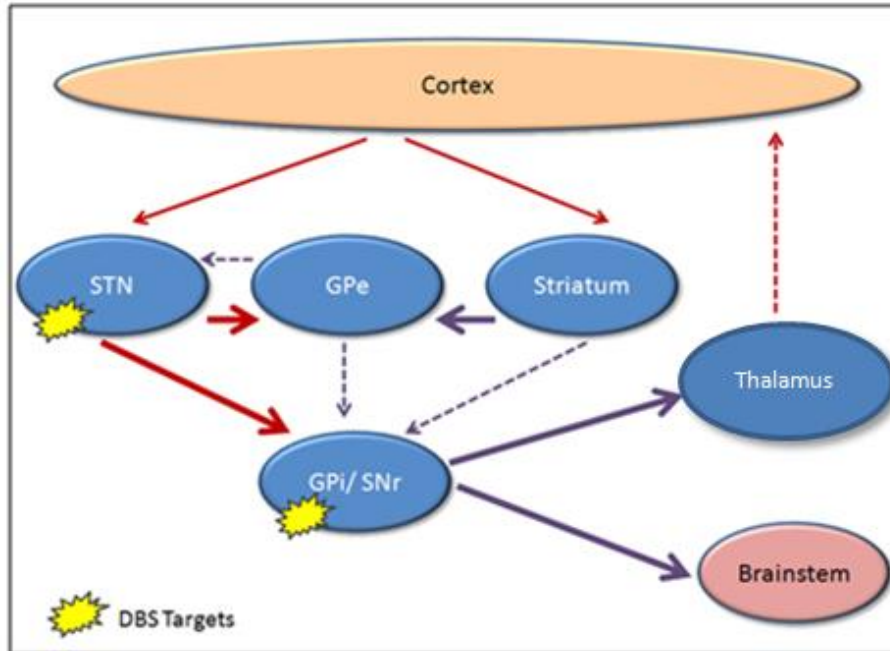 Cortex
STN
GPe
Striatum
Thalamus
GPi/ SNr
Brainstem
DBS Targets